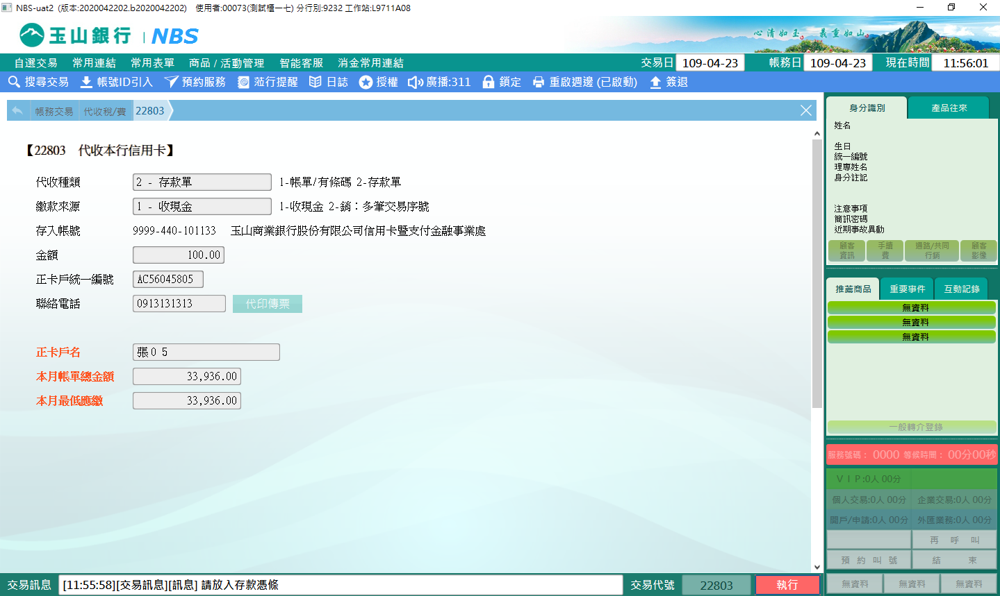 NBS-uat2 (版本:2020042202.b2020042202) 使用者:00073(測試櫃一七) 分行別:9232 工作站:L9711A08
玉山銀行 | NBS
心清如玉。義重如山。
自選交易 常用連結 常用表單 商品 / 活動管理 智能客服 消金常用連結 交易日 109-04-23 帳務日 109-04-23 現在時間 11:56:01
搜尋交易 帳號ID引入 預約服務 蒞行提醒 日誌 授權 廣播:311 鎖定 重啟週邊 (已啟動) 簽退
帳務交易 代收稅/費 22803
【22803 代收本行信用卡】
代收種類 2 - 存款單 1-帳單/有條碼 2-存款單
繳款來源 1 - 收現金 1-收現金 2-銷：多筆交易序號
存入帳號 9999-440-101133 玉山商業銀行股份有限公司信用卡暨支付金融事業處
金額 100.00
正卡戶統一編號 AC56045805
聯絡電話 0913131313 代印傳票
正卡戶名 張０５
本月帳單總金額 33,936.00
本月最低應繳 33,936.00
身分識別 產品往來
姓名
生日
統一編號
理專姓名
身分註記
注意事項
簡訊密碼
近期事故異動
顧客資訊 手續費 通路/共同行銷 顧客影像
推薦商品 重要事件 互動記錄
無資料
無資料
無資料
一般轉介登錄
服務號碼： 0000 等候時間： 00分00秒
ＶＩＰ:0人 00分
個人交易:0人 00分 企業交易:0人 00分
開戶/申請:0人 00分 外匯業務:0人 00分
再 呼 叫
預 約 叫 號 結 束
無資料 無資料 無資料
交易訊息 [11:55:58][交易訊息][訊息] 請放入存款憑條 交易代號 22803 執行